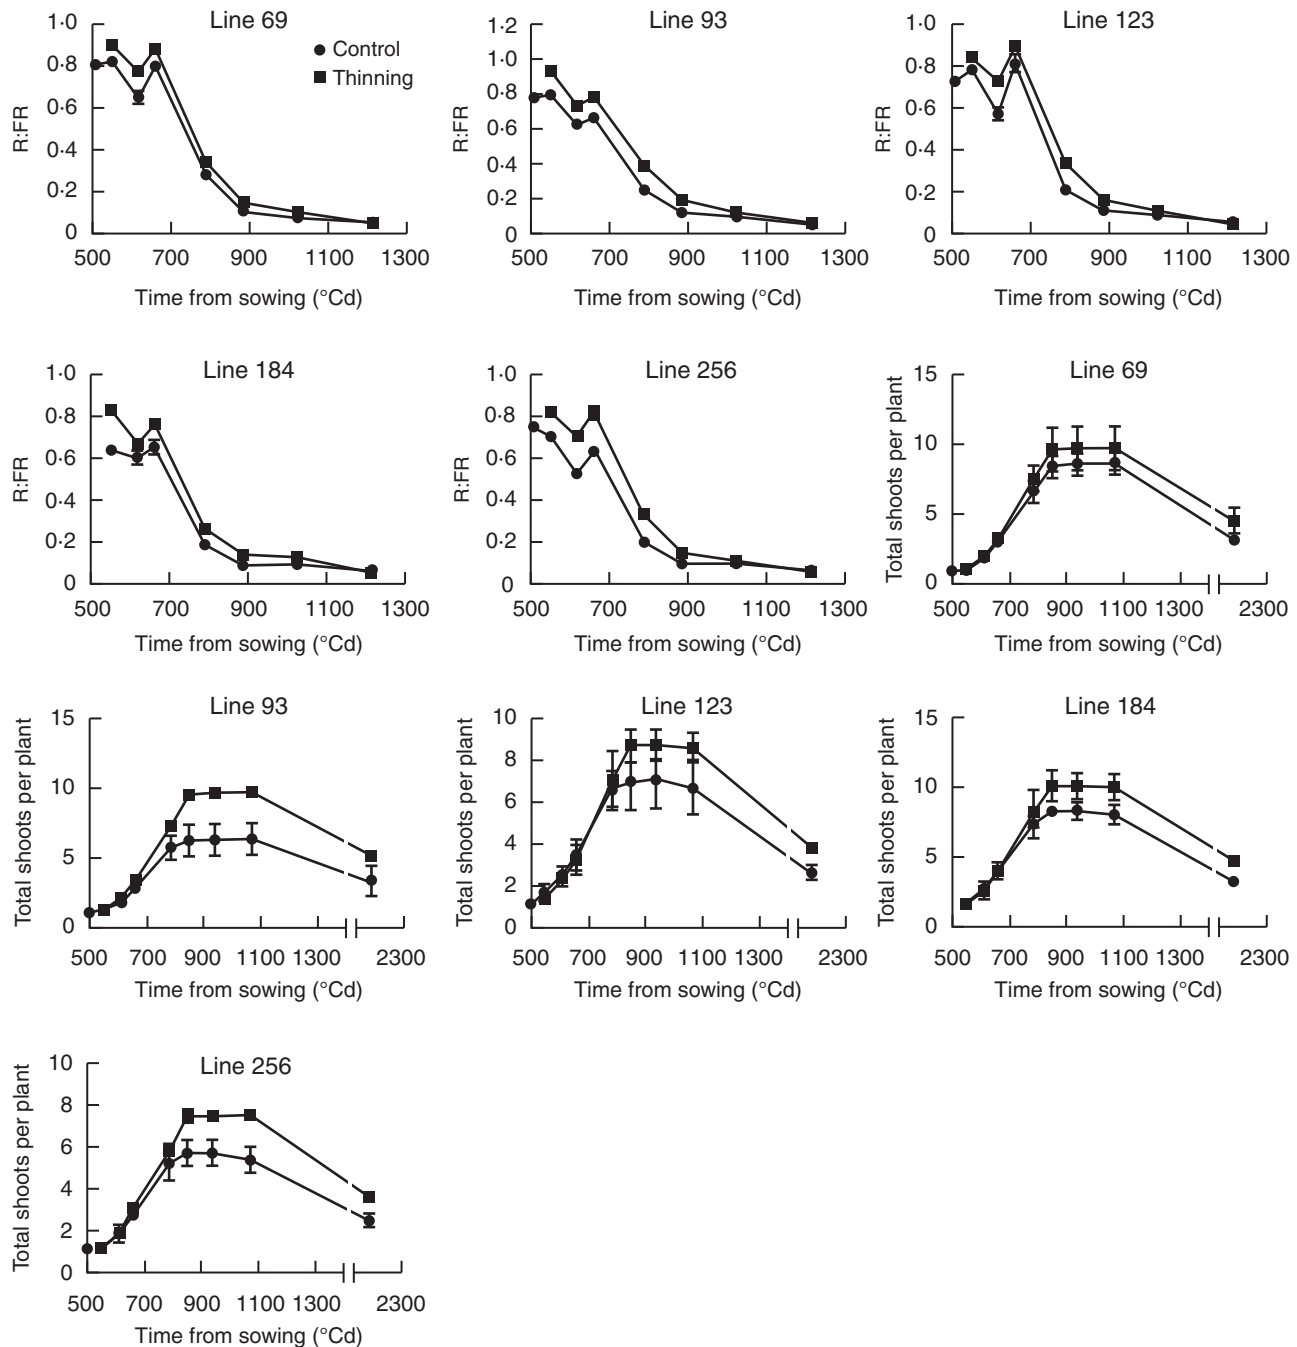 Line 69
1·0
0·8
0·6
0·4
0·2
0
R:FR
Control
Thinning
500 700 900 1100 1300
Time from sowing (°Cd)
Line 93
1·2
1·0
0·8
0·6
0·4
0·2
0
R:FR
500 700 900 1100 1300
Time from sowing (°Cd)
Line 123
1·0
0·8
0·6
0·4
0·2
0
R:FR
500 700 900 1100 1300
Time from sowing (°Cd)
Line 184
1·0
0·8
0·6
0·4
0·2
0
R:FR
500 700 900 1100 1300
Time from sowing (°Cd)
Line 256
1·0
0·8
0·6
0·4
0·2
0
R:FR
500 700 900 1100 1300
Time from sowing (°Cd)
Line 69
15
10
5
0
Total shoots per plant
500 700 900 1100 1300 2300
Time from sowing (°Cd)
Line 93
15
10
5
0
Total shoots per plant
500 700 900 1100 1300 2300
Time from sowing (°Cd)
Line 123
10
8
6
4
2
0
Total shoots per plant
500 700 900 1100 1300 2300
Time from sowing (°Cd)
Line 184
15
10
5
0
Total shoots per plant
500 700 900 1100 1300 2300
Time from sowing (°Cd)
Line 256
10
8
6
4
2
0
Total shoots per plant
500 700 900 1100 1300 2300
Time from sowing (°Cd)